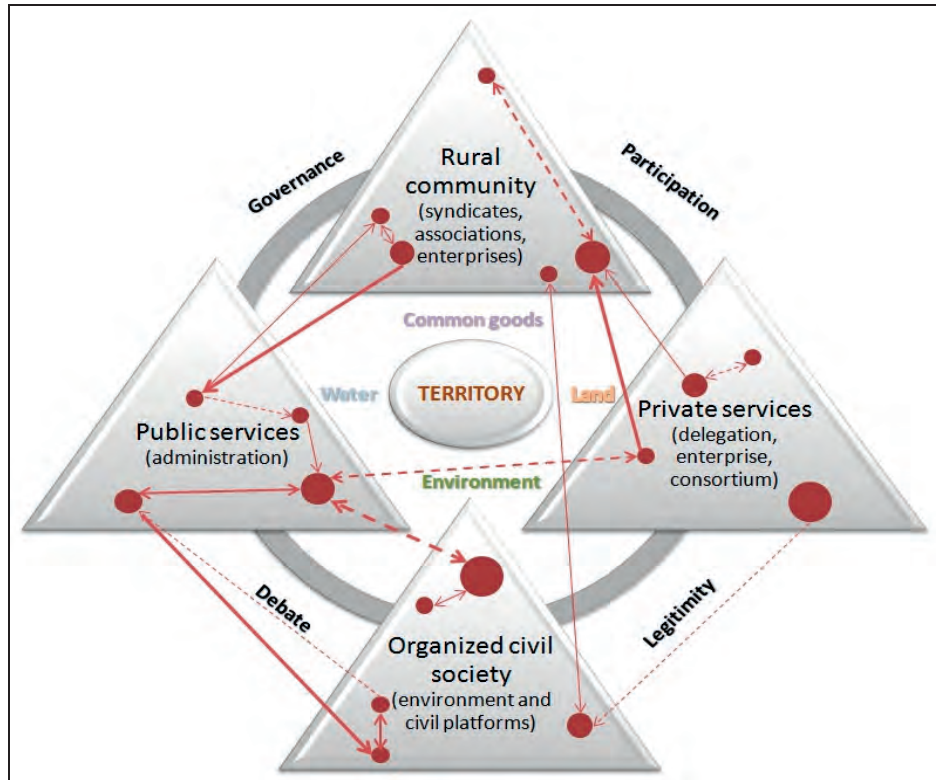 Governance
Participation
Rural
community
(syndicates,
associations,
enterprises)
Common goods
Water
TERRITORY
Land
Public services
(administration)
Private services
(delegation,
enterprise,
consortium)
Environment
Debate
Legitimity
Organized civil
society
(environment and
civil platforms)